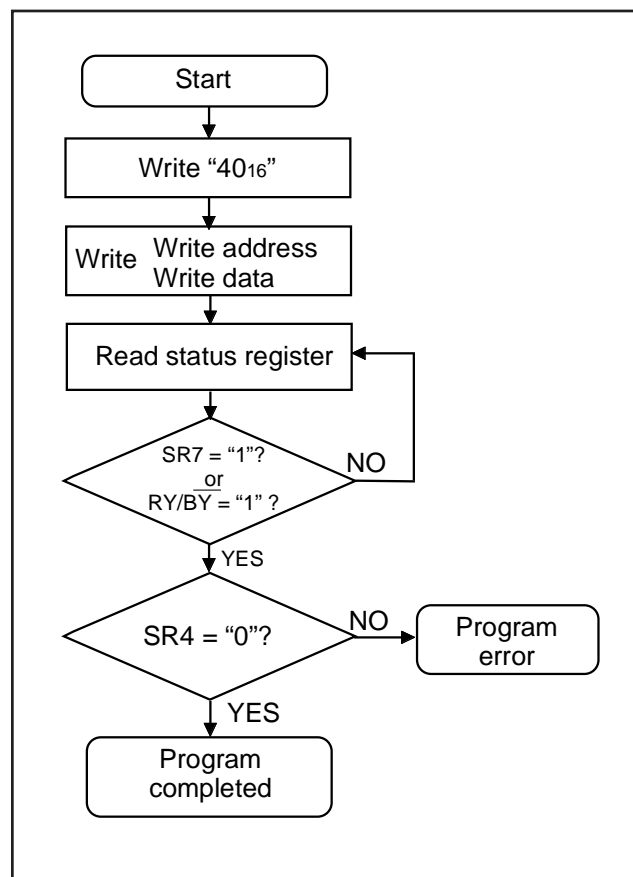 Start
Write “40₁₆”
Write Write address
Write data
Read status register
SR7 = “1”?
or
RY/B̅Y̅ = “1” ?
NO
YES
SR4 = “0”?
NO
Program
error
YES
Program
completed